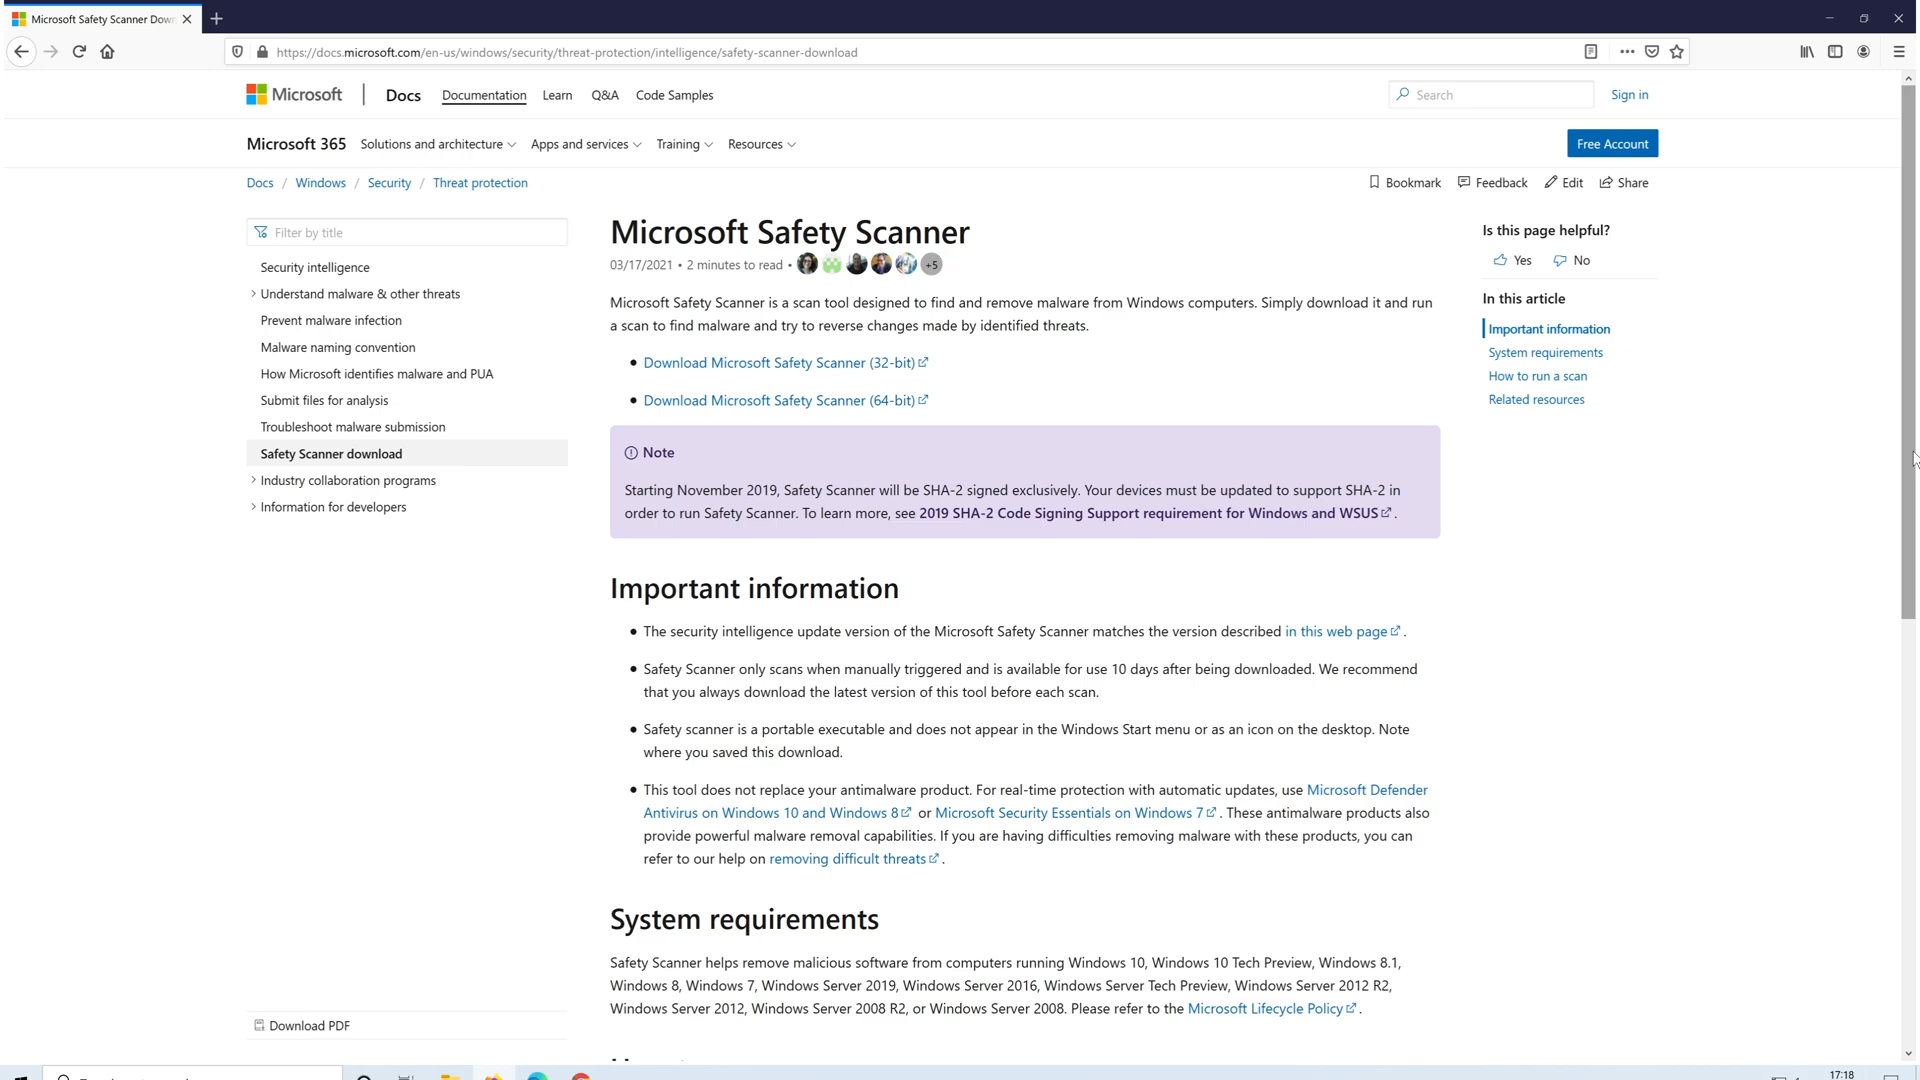 Microsoft Safety Scanner Down
https://docs.microsoft.com/en-us/windows/security/threat-protection/intelligence/safety-scanner-download
Microsoft
Docs
Documentation
Learn
Q&A
Code Samples
Search
Sign in
Microsoft 365
Solutions and architecture
Apps and services
Training
Resources
Free Account
Docs / Windows / Security / Threat protection
Bookmark
Feedback
Edit
Share
Filter by title
Security intelligence
Understand malware & other threats
Prevent malware infection
Malware naming convention
How Microsoft identifies malware and PUA
Submit files for analysis
Troubleshoot malware submission
Safety Scanner download
Industry collaboration programs
Information for developers
Download PDF
Microsoft Safety Scanner
03/17/2021 • 2 minutes to read • +5
Microsoft Safety Scanner is a scan tool designed to find and remove malware from Windows computers. Simply download it and run
a scan to find malware and try to reverse changes made by identified threats.
• Download Microsoft Safety Scanner (32-bit)
• Download Microsoft Safety Scanner (64-bit)
Note
Starting November 2019, Safety Scanner will be SHA-2 signed exclusively. Your devices must be updated to support SHA-2 in
order to run Safety Scanner. To learn more, see 2019 SHA-2 Code Signing Support requirement for Windows and WSUS.
Important information
• The security intelligence update version of the Microsoft Safety Scanner matches the version described in this web page.
• Safety Scanner only scans when manually triggered and is available for use 10 days after being downloaded. We recommend
that you always download the latest version of this tool before each scan.
• Safety scanner is a portable executable and does not appear in the Windows Start menu or as an icon on the desktop. Note
where you saved this download.
• This tool does not replace your antimalware product. For real-time protection with automatic updates, use Microsoft Defender
Antivirus on Windows 10 and Windows 8 or Microsoft Security Essentials on Windows 7. These antimalware products also
provide powerful malware removal capabilities. If you are having difficulties removing malware with these products, you can
refer to our help on removing difficult threats.
System requirements
Safety Scanner helps remove malicious software from computers running Windows 10, Windows 10 Tech Preview, Windows 8.1,
Windows 8, Windows 7, Windows Server 2019, Windows Server 2016, Windows Server Tech Preview, Windows Server 2012 R2,
Windows Server 2012, Windows Server 2008 R2, or Windows Server 2008. Please refer to the Microsoft Lifecycle Policy.
Is this page helpful?
Yes
No
In this article
Important information
System requirements
How to run a scan
Related resources
17:18